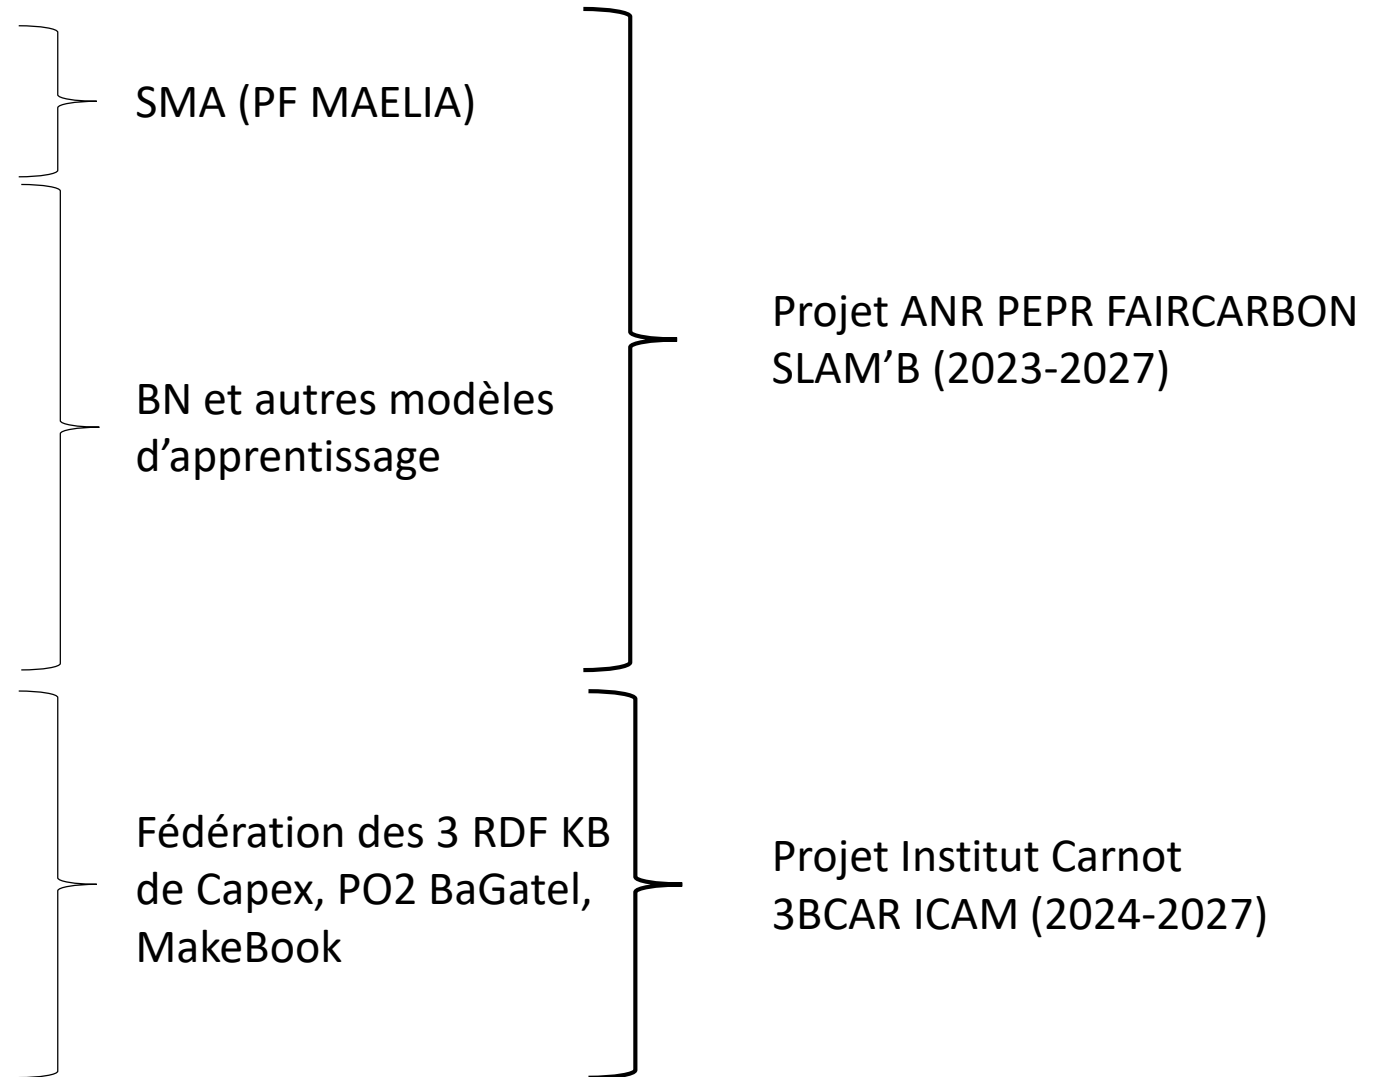 SMA (PF MAELIA)
BN et autres modèles
d’apprentissage
Projet ANR PEPR FAIRCARBON
SLAM’B (2023-2027)
Fédération des 3 RDF KB
de Capex, PO2 BaGatel,
MakeBook
Projet Institut Carnot
3BCAR ICAM (2024-2027)